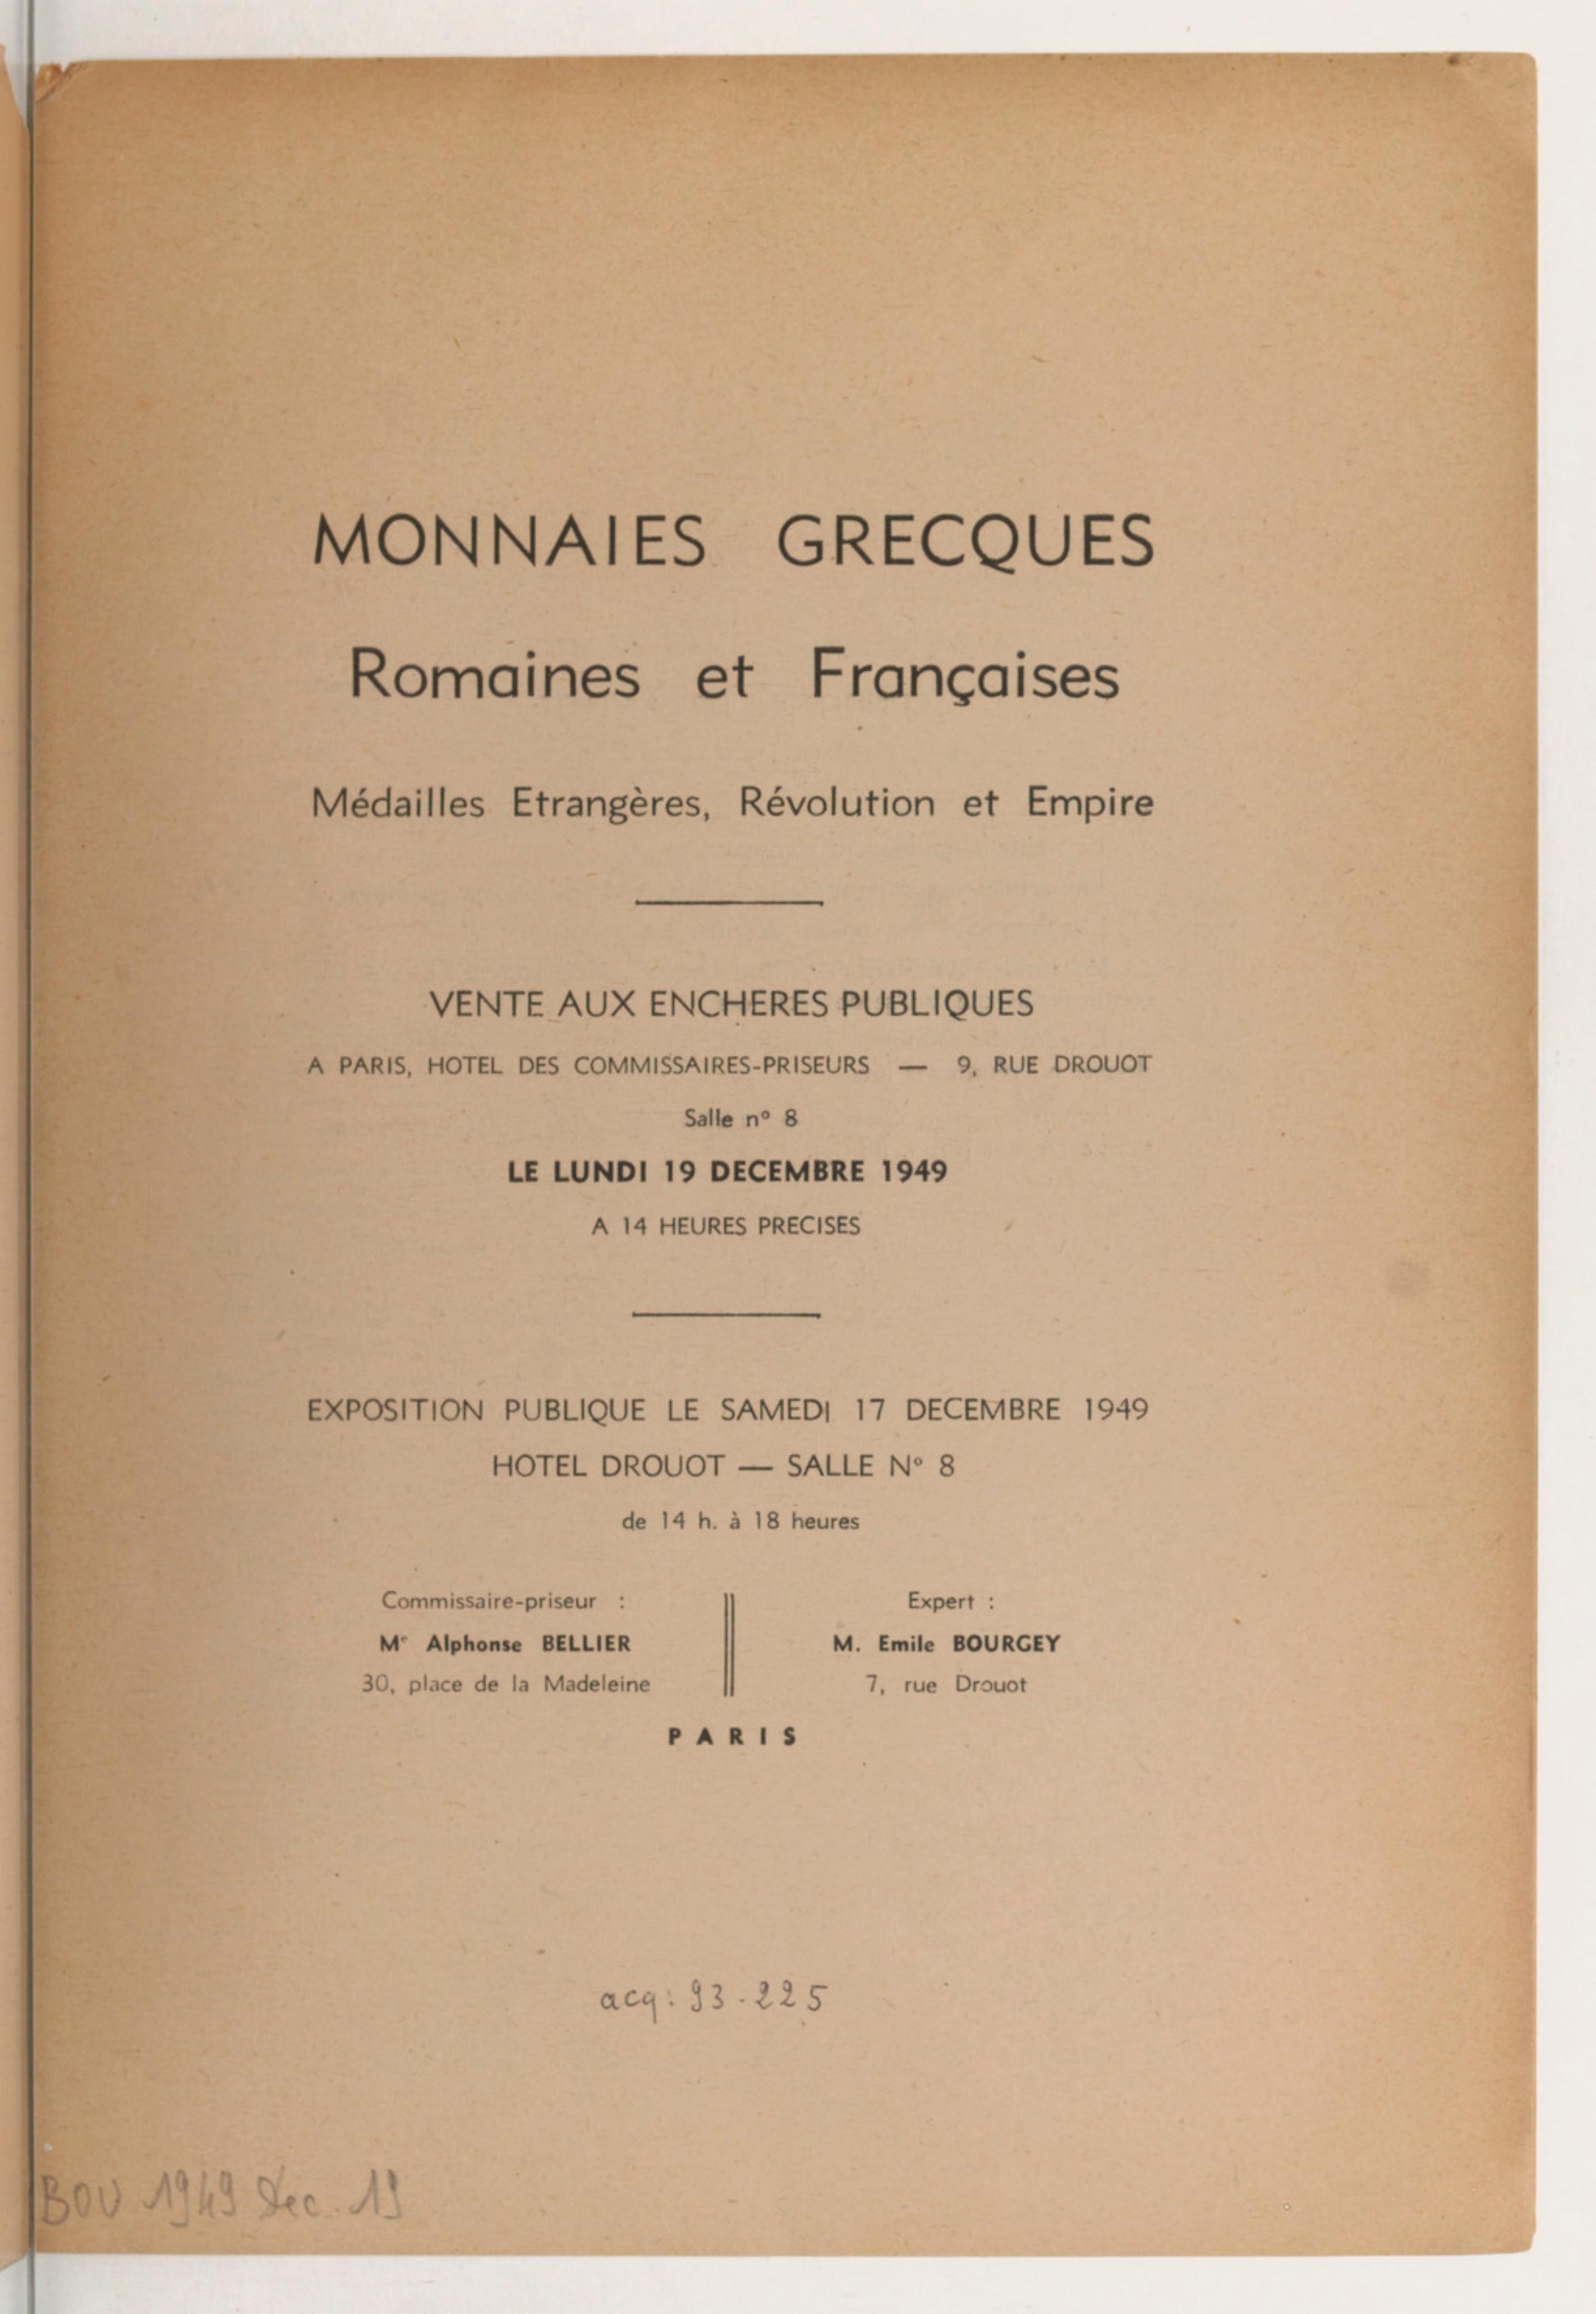 MONNAIES GRECQUES
Romaines et Françaises
Médailles Etrangères, Révolution et Empire
VENTE AUX ENCHERES PUBLIQUES
A PARIS, HOTEL DES COMMISSAIRES-PRISEURS — 9, RUE DROUOT
Salle nº 8
LE LUNDI 19 DECEMBRE 1949
A 14 HEURES PRECISES
EXPOSITION PUBLIQUE LE SAMEDI 17 DECEMBRE 1949
HOTEL DROUOT — SALLE Nº 8
de 14 h. à 18 heures
Commissaire-priseur :
Mᵉ Alphonse BELLIER
30, place de la Madeleine
Expert :
M. Emile BOURGEY
7, rue Drouot
PARIS
acq: 93-225
BOU 1949 Dec. 19